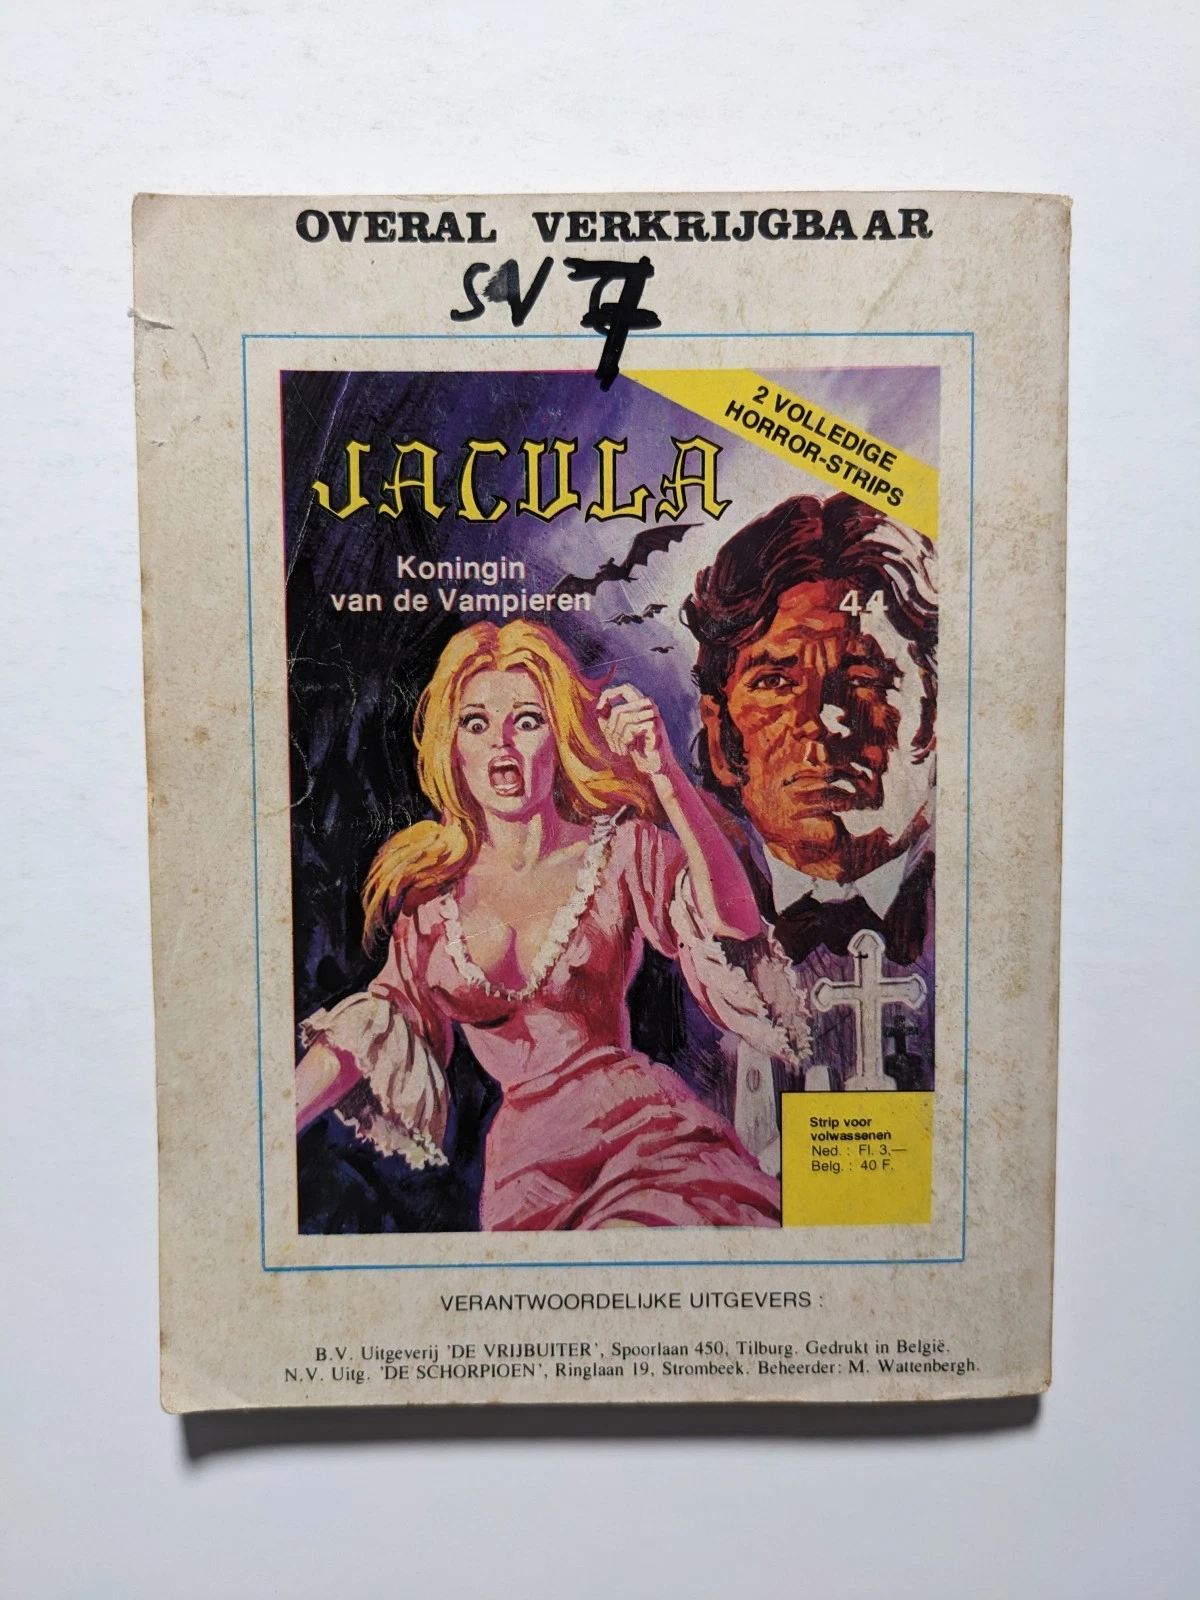 OVERAL VERKRIJGBAAR
SV 7
2 VOLLEDIGE
HORROR-STRIPS
JACULA
Koningin
van de Vampieren
44
Strip voor
volwassenen
Ned. : Fl. 3,—
Belg. : 40 F.
VERANTWOORDELIJKE UITGEVERS :
B.V. Uitgeverij 'DE VRIJBUITER', Spoorlaan 450, Tilburg. Gedrukt in België.
N.V. Uitg. 'DE SCHORPIOEN', Ringlaan 19, Strombeek. Beheerder: M. Wattenbergh.